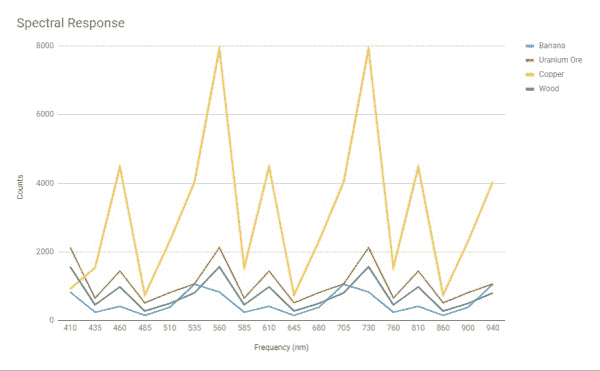 Spectral Response
8000
6000
4000
2000
0
Counts
410 435 460 485 510 535 560 585 610 645 680 705 730 760 810 860 900 940
Frequency (nm)
Banana
Uranium Ore
Copper
Wood